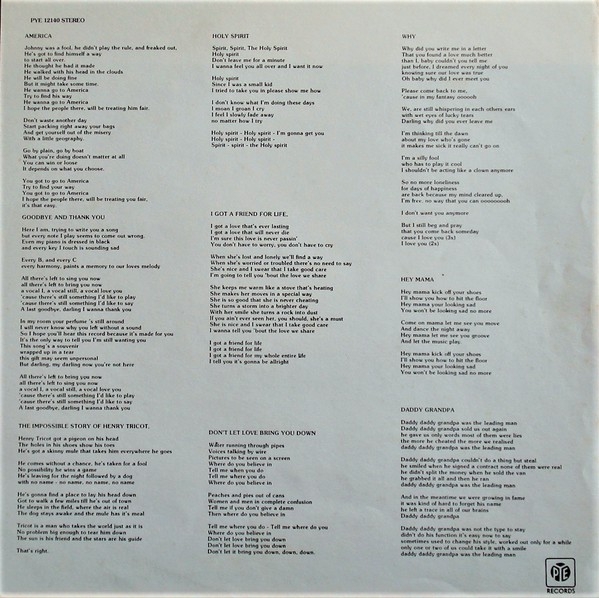 PYE 12140 STEREO
AMERICA
Johnny was a fool, he didn't play the rule, and freaked out.
He's got to find himself a way
to start all over.
He thought he had it made
He walked with his head in the clouds
He will be doing fine
But it might take some time.
He wanna go to America
Try to find his way
He wanna go to America
I hope the people there, will be treating him fair.
Don't waste another day
Start packing right away your bags
And get yourself out of the misery
With a little geography.
Go by plain, go by boat
What you're doing doesn't matter at all
You can win or loose
It depends on what you choose.
You got to go to America
Try to find your way
You got to go to America
I hope the people there, will be treating you fair,
it's that easy.
GOODBYE AND THANK YOU
Here I am, trying to write you a song
but every note I play seems to come out wrong.
Even my piano is dressed in black
and every key I touch is sounding sad
Every B, and every C
every harmony, paints a memory to our loves melody
All there's left to sing you now
all there's left to bring you now
a vocal I, a vocal still, a vocal love you
'cause there's still something I'd like to play
'cause there's still something I'd like to say
A last goodbye, darling I wanna thank you
In my room your perfume 's still around
I will never know why you left without a sound
So I hope you'll hear this record because it's made for you
It's the only way to tell you I'm still wanting you
This song's a souvenir
wrapped up in a tear
this gift may seem unpersonal
But darling, my darling now you're not here
All there's left to bring you now
all there's left to sing you now
a vocal I, a vocal still, a vocal love you
'cause there's still something I'd like to play
'cause there's still something I'd like to say
A last goodbye, darling I wanna thank you
THE IMPOSSIBLE STORY OF HENRY TRICOT.
Henry Tricot got a pigeon on his head
The holes in his shoes show his toes
He's got a skinny mule that takes him everywhere he goes
He comes without a chance, he's taken for a fool
No possibility he wins a game
He's leaving for the night followed by a dog
with no name - no name, no name, no name
He's gonna find a place to lay his head down
Got to walk a few miles till he's out of town
He sleeps in the field, where the air is real
The dog stays awake and the mule has it's meal
Tricot is a man who takes the world just as it is
No problem big enough to tear him down
The sun is his friend and the stars are his guide
That's right.
HOLY SPIRIT
Spirit, Spirit, The Holy Spirit
Holy spirit
Don't leave me for a minute
I wanna feel you all over and I want it now
Holy spirit
Since I was a small kid
I tried to take you in please show me how
I don't know what I'm doing these days
I moan I groan I cry
I feel I slowly fade away
no matter how I try
Holy spirit - Holy spirit - I'm gonna get you
Holy spirit - Holy spirit -
Spirit - spirit - the Holy spirit
I GOT A FRIEND FOR LIFE.
I got a love that's ever lasting
I got a love that will never die
I'm sure this love is never passin'
You don't have to worry, you don't have to cry
When she's lost and lonely we'll find a way
When she's worried or troubled there's no need to say
She's nice and I swear that I take good care
I'm going to tell you 'bout the love we share
She keeps me warm like a stove that's heating
She makes her moves in a special way
She is so good that she is never cheating
She turns a storm into a brighter day
With her smile she turns a rock into dust
If you ain't ever seen her, you should, she's a must
She is nice and I swear that I take good care
I wanna tell you 'bout the love we share
I got a friend for life
I got a friend for life
I got a friend for my whole entire life
I tell you it's gonna be allright
DON'T LET LOVE BRING YOU DOWN
Water running through pipes
Voices talking by wire
Pictures to be seen on a screen
Where do you believe in
Tell me when you do
Tell me where you do
Where do you believe in
Peaches and pies out of cans
Women and men in complete confusion
Tell me if you don't give a damn
Then where do you believe in
Tell me where you do - Tell me where do you
Where do you believe in
Don't let love bring you down
Don't let love bring you down
Don't let it bring you down, down, down.
WHY
Why did you write me in a letter
That you found a love much better
than I, baby couldn't you tell me
just before, I dreamed every night of you
knowing sure our love was true
Oh baby why did I ever meet you
Please come back to me,
'cause in my fantasy oooooh
We, are still whispering in each others ears
with wet eyes of lucky tears
Darling why did you ever leave me
I'm thinking till the dawn
about my love who's gone
it makes me sick it really can't go on
I'm a silly fool
who has to play it cool
I shouldn't be acting like a clown anymore
So no more loneliness
for days of happiness
are back because my mind cleared up.
I'm free, no way that you can oooooooooh
I don't want you anymore
But I still beg and pray
that you come back someday
cause I love you (3x)
I love you (2x)
HEY MAMA
Hey mama kick off your shoes
I'll show you how to hit the floor
Hey mama your looking sad
You won't be looking sad no more
Come on mama let me see you move
And dance the night away
Hey mama let me see you groove
And let the music play.
Hey mama kick off your shoes
I'll show you how to hit the floor
Hey mama your looking sad
You won't be looking sad no more
DADDY GRANDPA
Daddy daddy grandpa was the leading man
Daddy daddy grandpa sold us out again
he gave us only words most of them were lies
the more he cheated the more we realised
daddy daddy grandpa was the leading man
Daddy daddy grandpa couldn't do a thing but steal
he smiled when he signed a contract none of them were real
he didn't split the money when he sold the van
he grabbed it all and then he ran.
daddy daddy grandpa was the leading man
And in the meantime we were growing in fame
it was kind of hard to forget his name
he left a trace in all of our brains
Daddy daddy grandpa
Daddy daddy grandpa was not the type to stay
didn't do his function it's easy now to say
sometimes used to change his style, worked out only for a while
only one or two of us could take it with a smile
daddy daddy grandpa was the leading man
PYE
RECORDS